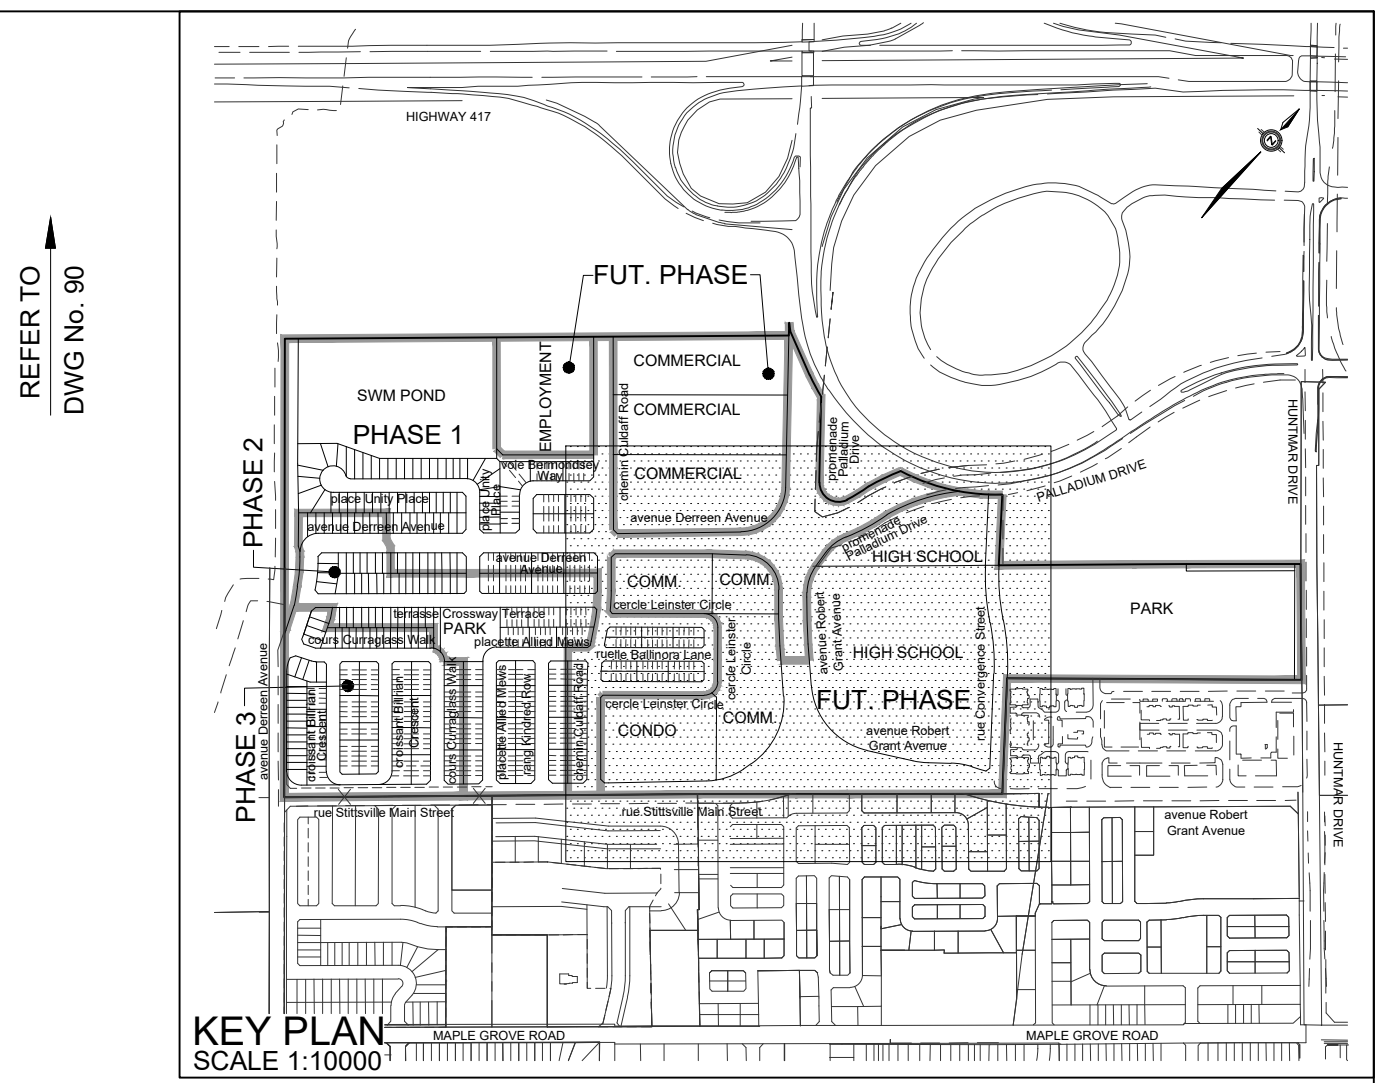 HIGHWAY 417
N
REFER TO
DWG No. 90
FUT. PHASE
COMMERCIAL
EMPLOYMENT
SWM POND
chemin Culdaff Road
COMMERCIAL
HUNTMAR DRIVE
PHASE 1
promenade
Palladium
Drive
PHASE 2
voie Bermondsey
Way
COMMERCIAL
PALLADIUM DRIVE
place Unity Place
place Unity
Place
avenue Derreen Avenue
avenue Derreen Avenue
promenade
Palladium Drive
HIGH SCHOOL
avenue Derreen
Avenue
COMM.
COMM.
cercle Leinster Circle
PARK
terrasse Crossway Terrace
PARK
cours Curraglass Walk
placette Allied Mews
ruelle Ballinora Lane
cercle Leinster
Circle
avenue Robert
Grant Avenue
HIGH SCHOOL
rue Convergence Street
PHASE 3
avenue Derreen Avenue
croissant Billrian
Crescent
croissant Billrian
Crescent
cours Curraglass Walk
placette Allied Mews
rang Kindred Row
chemin Culdaff Road
cercle Leinster Circle
FUT. PHASE
COMM.
CONDO
avenue Robert
Grant Avenue
HUNTMAR DRIVE
rue Stittsville Main Street
rue Stittsville Main Street
avenue Robert
Grant Avenue
KEY PLAN
SCALE 1:10000
MAPLE GROVE ROAD
MAPLE GROVE ROAD